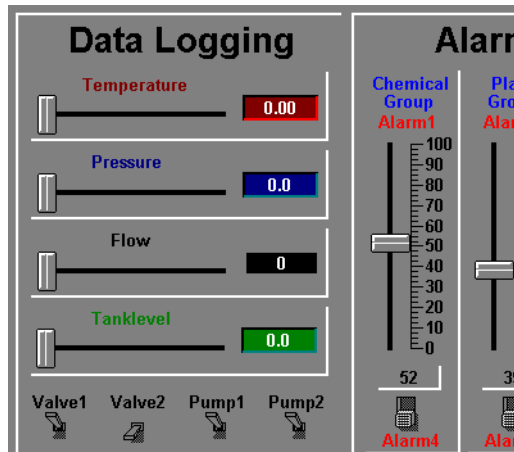 Data Logging
Temperature
0.00
Pressure
0.0
Flow
0
Tanklevel
0.0
Valve1 Valve2 Pump1 Pump2
Chemical
Group
Alarm1
100
90
80
70
60
50
40
30
20
10
0
52
Alarm4